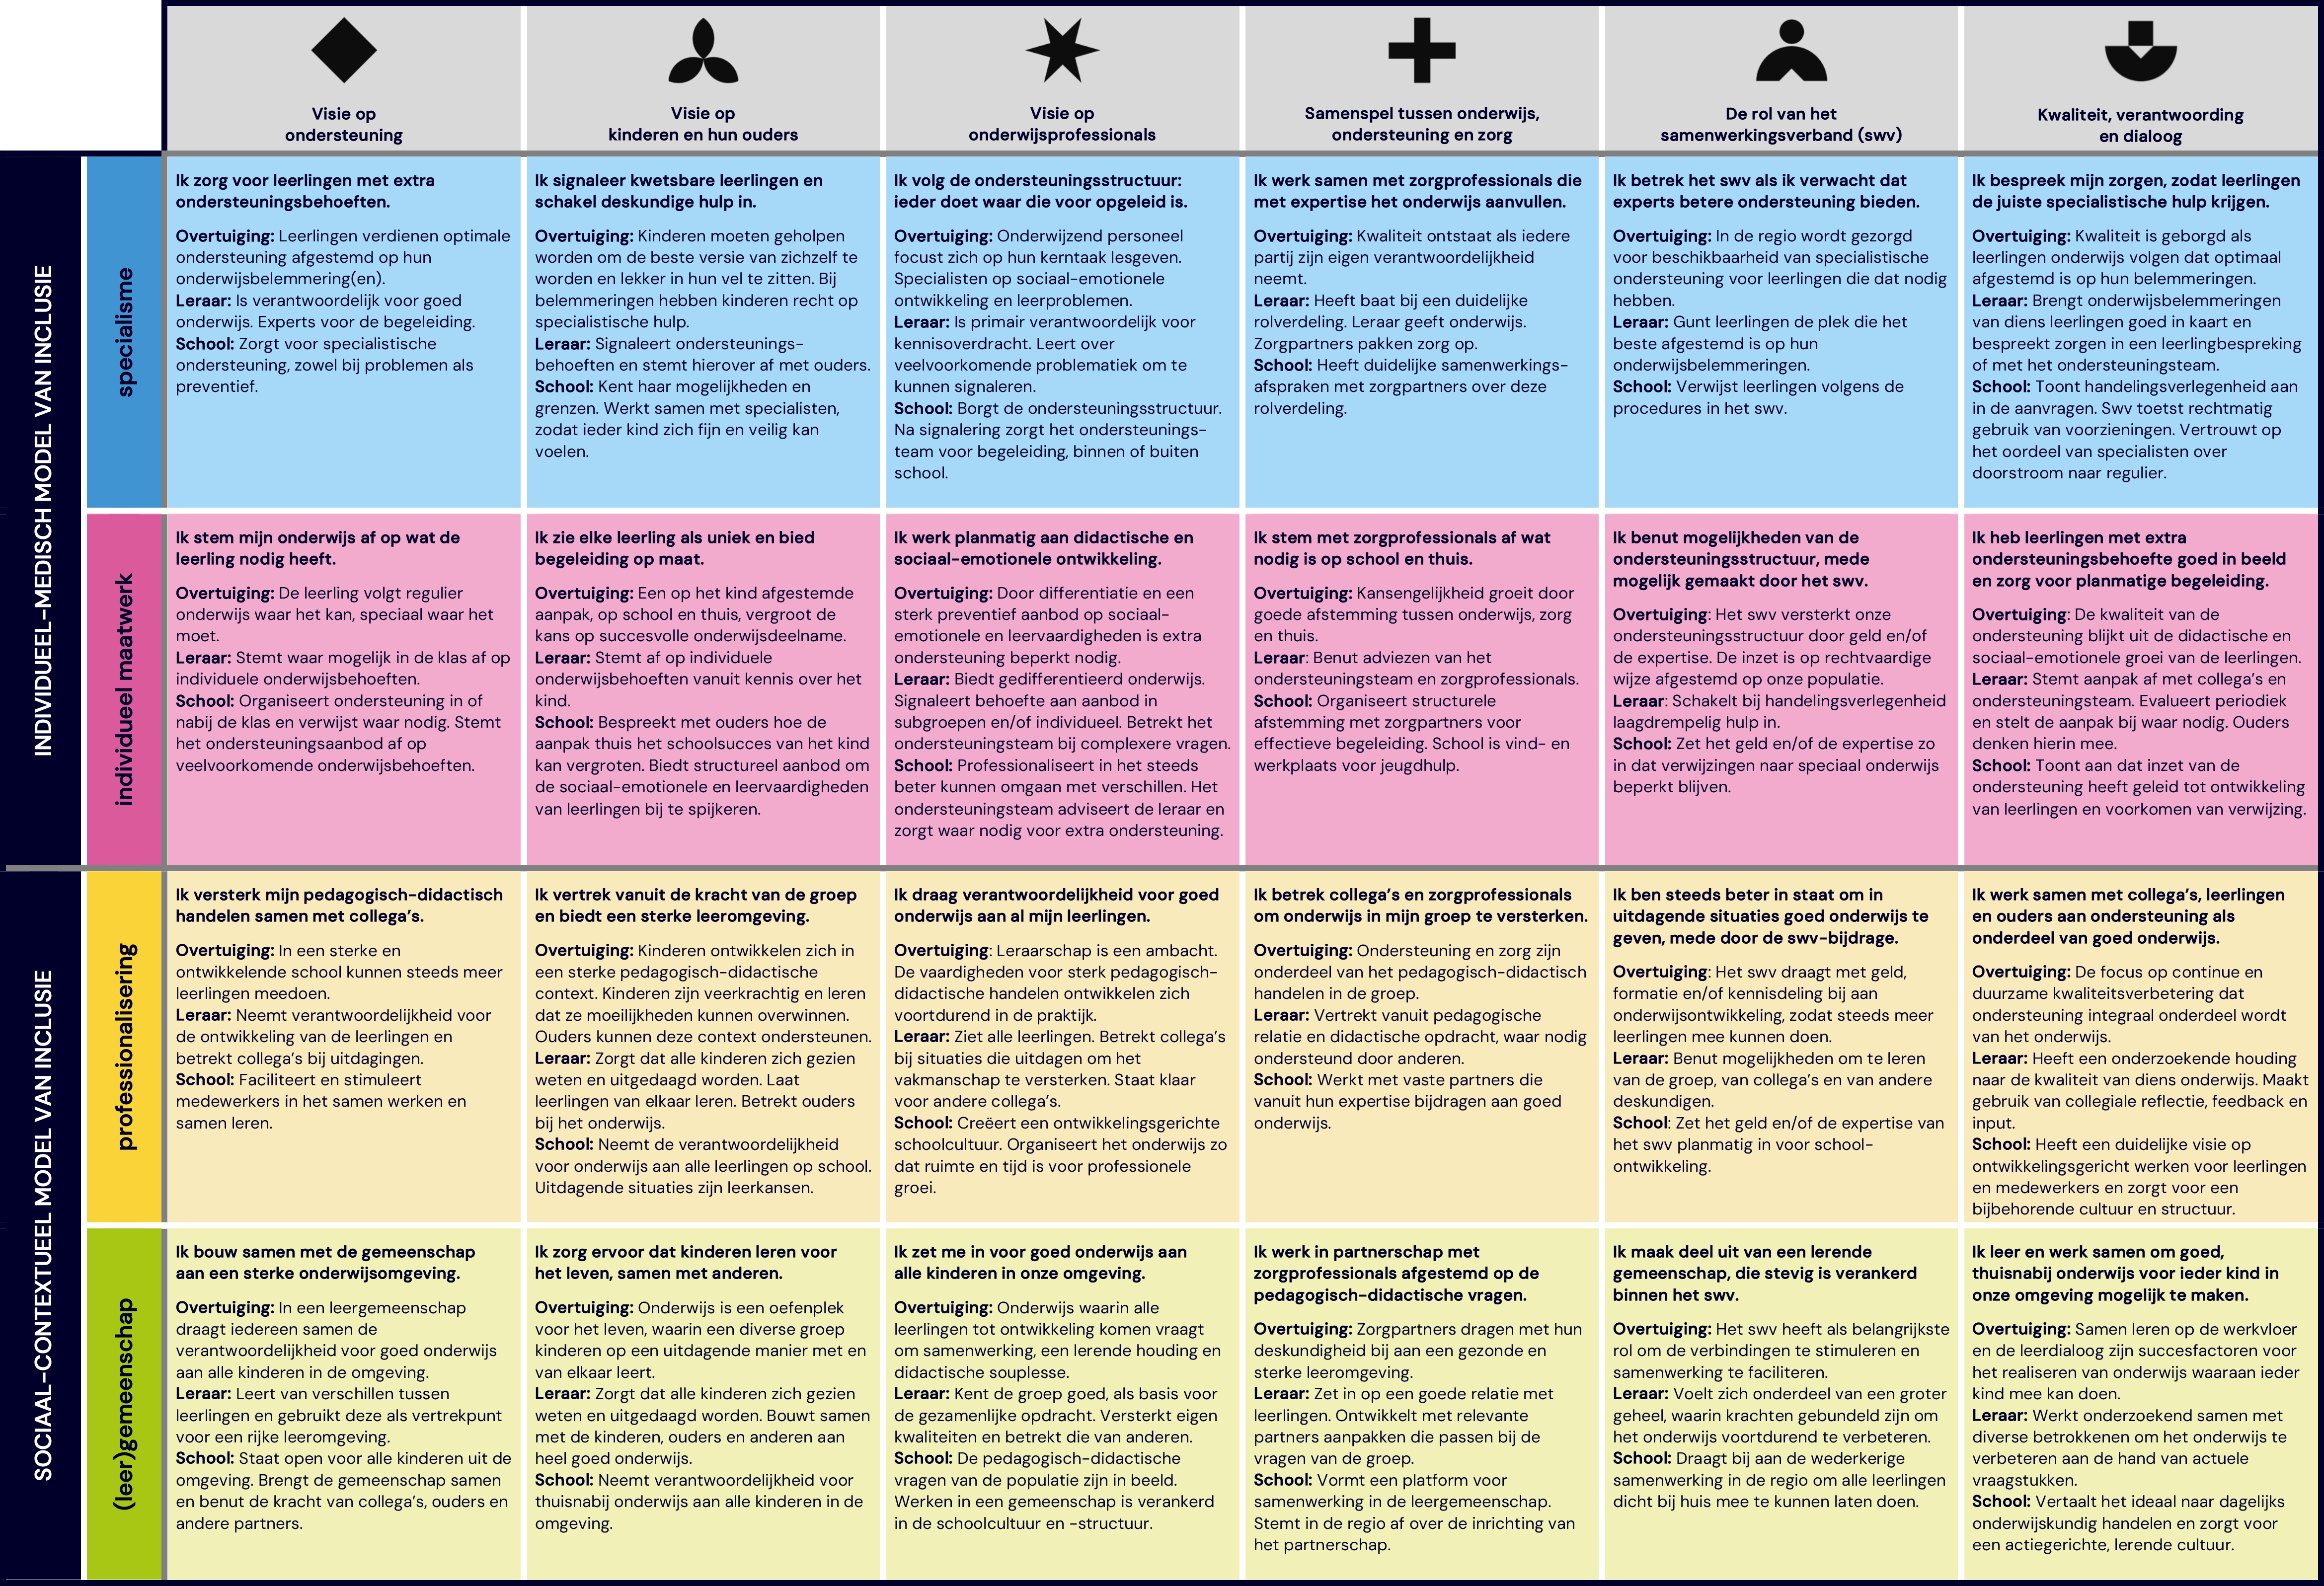 Visie op
ondersteuning
Visie op
kinderen en hun ouders
Visie op
onderwijsprofessionals
Samenspel tussen onderwijs,
ondersteuning en zorg
De rol van het
samenwerkingsverband (swv)
Kwaliteit, verantwoording
en dialoog
INDIVIDUEEL-MEDISCH MODEL VAN INCLUSIE
specialisme
Ik zorg voor leerlingen met extra
ondersteuningsbehoeften.
Overtuiging: Leerlingen verdienen optimale
ondersteuning afgestemd op hun
onderwijsbelemmering(en).
Leraar: Is verantwoordelijk voor goed
onderwijs. Experts voor de begeleiding.
School: Zorgt voor specialistische
ondersteuning, zowel bij problemen als
preventief.
Ik signaleer kwetsbare leerlingen en
schakel deskundige hulp in.
Overtuiging: Kinderen moeten geholpen
worden om de beste versie van zichzelf te
worden en lekker in hun vel te zitten. Bij
belemmeringen hebben kinderen recht op
specialistische hulp.
Leraar: Signaleert ondersteunings-
behoeften en stemt hierover af met ouders.
School: Kent haar mogelijkheden en
grenzen. Werkt samen met specialisten,
zodat ieder kind zich fijn en veilig kan
voelen.
Ik volg de ondersteuningsstructuur:
ieder doet waar die voor opgeleid is.
Overtuiging: Onderwijzend personeel
focust zich op hun kerntaak lesgeven.
Specialisten op sociaal-emotionele
ontwikkeling en leerproblemen.
Leraar: Is primair verantwoordelijk voor
kennisoverdracht. Leert over
veelvoorkomende problematiek om te
kunnen signaleren.
School: Borgt de ondersteuningsstructuur.
Na signalering zorgt het ondersteunings-
team voor begeleiding, binnen of buiten
school.
Ik werk samen met zorgprofessionals die
met expertise het onderwijs aanvullen.
Overtuiging: Kwaliteit ontstaat als iedere
partij zijn eigen verantwoordelijkheid
neemt.
Leraar: Heeft baat bij een duidelijke
rolverdeling. Leraar geeft onderwijs.
Zorgpartners pakken zorg op.
School: Heeft duidelijke samenwerkings-
afspraken met zorgpartners over deze
rolverdeling.
Ik betrek het swv als ik verwacht dat
experts betere ondersteuning bieden.
Overtuiging: In de regio wordt gezorgd
voor beschikbaarheid van specialistische
ondersteuning voor leerlingen die dat nodig
hebben.
Leraar: Gunt leerlingen de plek die het
beste afgestemd is op hun
onderwijsbelemmeringen.
School: Verwijst leerlingen volgens de
procedures in het swv.
Ik bespreek mijn zorgen, zodat leerlingen
de juiste specialistische hulp krijgen.
Overtuiging: Kwaliteit is geborgd als
leerlingen onderwijs volgen dat optimaal
afgestemd is op hun belemmeringen.
Leraar: Brengt onderwijsbelemmeringen
van diens leerlingen goed in kaart en
bespreekt zorgen in een leerlingbespreking
of met het ondersteuningsteam.
School: Toont handelingsverlegenheid aan
in de aanvragen. Swv toetst rechtmatig
gebruik van voorzieningen. Vertrouwt op
het oordeel van specialisten over
doorstroom naar regulier.
individueel maatwerk
Ik stem mijn onderwijs af op wat de
leerling nodig heeft.
Overtuiging: De leerling volgt regulier
onderwijs waar het kan, speciaal waar het
moet.
Leraar: Stemt waar mogelijk in de klas af op
individuele onderwijsbehoeften.
School: Organiseert ondersteuning in of
nabij de klas en verwijst waar nodig. Stemt
het ondersteuningsaanbod af op
veelvoorkomende onderwijsbehoeften.
Ik zie elke leerling als uniek en bied
begeleiding op maat.
Overtuiging: Een op het kind afgestemde
aanpak, op school en thuis, vergroot de
kans op succesvolle onderwijsdeelname.
Leraar: Stemt af op individuele
onderwijsbehoeften vanuit kennis over het
kind.
School: Bespreekt met ouders hoe de
aanpak thuis het schoolsucces van het kind
kan vergroten. Biedt structureel aanbod om
de sociaal-emotionele en leervaardigheden
van leerlingen bij te spijkeren.
Ik werk planmatig aan didactische en
sociaal-emotionele ontwikkeling.
Overtuiging: Door differentiatie en een
sterk preventief aanbod op sociaal-
emotionele en leervaardigheden is extra
ondersteuning beperkt nodig.
Leraar: Biedt gedifferentieerd onderwijs.
Signaleert behoefte aan aanbod in
subgroepen en/of individueel. Betrekt het
ondersteuningsteam bij complexere vragen.
School: Professionaliseert in het steeds
beter kunnen omgaan met verschillen. Het
ondersteuningsteam adviseert de leraar en
zorgt waar nodig voor extra ondersteuning.
Ik stem met zorgprofessionals af wat
nodig is op school en thuis.
Overtuiging: Kansengelijkheid groeit door
goede afstemming tussen onderwijs, zorg
en thuis.
Leraar: Benut adviezen van het
ondersteuningsteam en zorgprofessionals.
School: Organiseert structurele
afstemming met zorgpartners voor
effectieve begeleiding. School is vind- en
werkplaats voor jeugdhulp.
Ik benut mogelijkheden van de
ondersteuningsstructuur, mede
mogelijk gemaakt door het swv.
Overtuiging: Het swv versterkt onze
ondersteuningsstructuur door geld en/of
de expertise. De inzet is op rechtvaardige
wijze afgestemd op onze populatie.
Leraar: Schakelt bij handelingsverlegenheid
laagdrempelig hulp in.
School: Zet het geld en/of de expertise zo
in dat verwijzingen naar speciaal onderwijs
beperkt blijven.
Ik heb leerlingen met extra
ondersteuningsbehoefte goed in beeld
en zorg voor planmatige begeleiding.
Overtuiging: De kwaliteit van de
ondersteuning blijkt uit de didactische en
sociaal-emotionele groei van de leerlingen.
Leraar: Stemt aanpak af met collega's en
ondersteuningsteam. Evalueert periodiek
en stelt de aanpak bij waar nodig. Ouders
denken hierin mee.
School: Toont aan dat inzet van de
ondersteuning heeft geleid tot ontwikkeling
van leerlingen en voorkomen van verwijzing.
SOCIAAL-CONTEXTUEEL MODEL VAN INCLUSIE
professionalisering
Ik versterk mijn pedagogisch-didactisch
handelen samen met collega's.
Overtuiging: In een sterke en
ontwikkelende school kunnen steeds meer
leerlingen meedoen.
Leraar: Neemt verantwoordelijkheid voor
de ontwikkeling van de leerlingen en
betrekt collega's bij uitdagingen.
School: Faciliteert en stimuleert
medewerkers in het samen werken en
samen leren.
Ik vertrek vanuit de kracht van de groep
en biedt een sterke leeromgeving.
Overtuiging: Kinderen ontwikkelen zich in
een sterke pedagogisch-didactische
context. Kinderen zijn veerkrachtig en leren
dat ze moeilijkheden kunnen overwinnen.
Ouders kunnen deze context ondersteunen.
Leraar: Zorgt dat alle kinderen zich gezien
weten en uitgedaagd worden. Laat
leerlingen van elkaar leren. Betrekt ouders
bij het onderwijs.
School: Neemt de verantwoordelijkheid
voor onderwijs aan alle leerlingen op school.
Uitdagende situaties zijn leerkansen.
Ik draag verantwoordelijkheid voor goed
onderwijs aan al mijn leerlingen.
Overtuiging: Leraarschap is een ambacht.
De vaardigheden voor sterk pedagogisch-
didactische handelen ontwikkelen zich
voortdurend in de praktijk.
Leraar: Ziet alle leerlingen. Betrekt collega's
bij situaties die uitdagen om het
vakmanschap te versterken. Staat klaar
voor andere collega's.
School: Creëert een ontwikkelingsgerichte
schoolcultuur. Organiseert het onderwijs zo
dat ruimte en tijd is voor professionele
groei.
Ik betrek collega's en zorgprofessionals
om onderwijs in mijn groep te versterken.
Overtuiging: Ondersteuning en zorg zijn
onderdeel van het pedagogisch-didactisch
handelen in de groep.
Leraar: Vertrekt vanuit pedagogische
relatie en didactische opdracht, waar nodig
ondersteund door anderen.
School: Werkt met vaste partners die
vanuit hun expertise bijdragen aan goed
onderwijs.
Ik ben steeds beter in staat om in
uitdagende situaties goed onderwijs te
geven, mede door de swv-bijdrage.
Overtuiging: Het swv draagt met geld,
formatie en/of kennisdeling bij aan
onderwijsontwikkeling, zodat steeds meer
leerlingen mee kunnen doen.
Leraar: Benut mogelijkheden om te leren
van de groep, van collega's en van andere
deskundigen.
School: Zet het geld en/of de expertise van
het swv planmatig in voor school-
ontwikkeling.
Ik werk samen met collega's, leerlingen
en ouders aan ondersteuning als
onderdeel van goed onderwijs.
Overtuiging: De focus op continue en
duurzame kwaliteitsverbetering dat
ondersteuning integraal onderdeel wordt
van het onderwijs.
Leraar: Heeft een onderzoekende houding
naar de kwaliteit van diens onderwijs. Maakt
gebruik van collegiale reflectie, feedback en
input.
School: Heeft een duidelijke visie op
ontwikkelingsgericht werken voor leerlingen
en medewerkers en zorgt voor een
bijbehorende cultuur en structuur.
(leer)gemeenschap
Ik bouw samen met de gemeenschap
aan een sterke onderwijsomgeving.
Overtuiging: In een leergemeenschap
draagt iedereen samen de
verantwoordelijkheid voor goed onderwijs
aan alle kinderen in de omgeving.
Leraar: Leert van verschillen tussen
leerlingen en gebruikt deze als vertrekpunt
voor een rijke leeromgeving.
School: Staat open voor alle kinderen uit de
omgeving. Brengt de gemeenschap samen
en benut de kracht van collega's, ouders en
andere partners.
Ik zorg ervoor dat kinderen leren voor
het leven, samen met anderen.
Overtuiging: Onderwijs is een oefenplek
voor het leven, waarin een diverse groep
kinderen op een uitdagende manier met en
van elkaar leert.
Leraar: Zorgt dat alle kinderen zich gezien
weten en uitgedaagd worden. Bouwt samen
met de kinderen, ouders en anderen aan
heel goed onderwijs.
School: Neemt verantwoordelijkheid voor
thuisnabij onderwijs aan alle kinderen in de
omgeving.
Ik zet me in voor goed onderwijs aan
alle kinderen in onze omgeving.
Overtuiging: Onderwijs waarin alle
leerlingen tot ontwikkeling komen vraagt
om samenwerking, een lerende houding en
didactische souplesse.
Leraar: Kent de groep goed, als basis voor
de gezamenlijke opdracht. Versterkt eigen
kwaliteiten en betrekt die van anderen.
School: De pedagogisch-didactische
vragen van de populatie zijn in beeld.
Werken in een gemeenschap is verankerd
in de schoolcultuur en -structuur.
Ik werk in partnerschap met
zorgprofessionals afgestemd op de
pedagogisch-didactische vragen.
Overtuiging: Zorgpartners dragen met hun
deskundigheid bij aan een gezonde en
sterke leeromgeving.
Leraar: Zet in op een goede relatie met
leerlingen. Ontwikkelt met relevante
partners aanpakken die passen bij de
vragen van de groep.
School: Vormt een platform voor
samenwerking in de leergemeenschap.
Stemt in de regio af over de inrichting van
het partnerschap.
Ik maak deel uit van een lerende
gemeenschap, die stevig is verankerd
binnen het swv.
Overtuiging: Het swv heeft als belangrijkste
rol om de verbindingen te stimuleren en
samenwerking te faciliteren.
Leraar: Voelt zich onderdeel van een groter
geheel, waarin krachten gebundeld zijn om
het onderwijs voortdurend te verbeteren.
School: Draagt bij aan de wederkerige
samenwerking in de regio om alle leerlingen
dicht bij huis mee te kunnen laten doen.
Ik leer en werk samen om goed,
thuisnabij onderwijs voor ieder kind in
onze omgeving mogelijk te maken.
Overtuiging: Samen leren op de werkvloer
en de leerdialoog zijn succesfactoren voor
het realiseren van onderwijs waaraan ieder
kind mee kan doen.
Leraar: Werkt onderzoekend samen met
diverse betrokkenen om het onderwijs te
verbeteren aan de hand van actuele
vraagstukken.
School: Vertaalt het ideaal naar dagelijks
onderwijskundig handelen en zorgt voor
een actiegerichte, lerende cultuur.